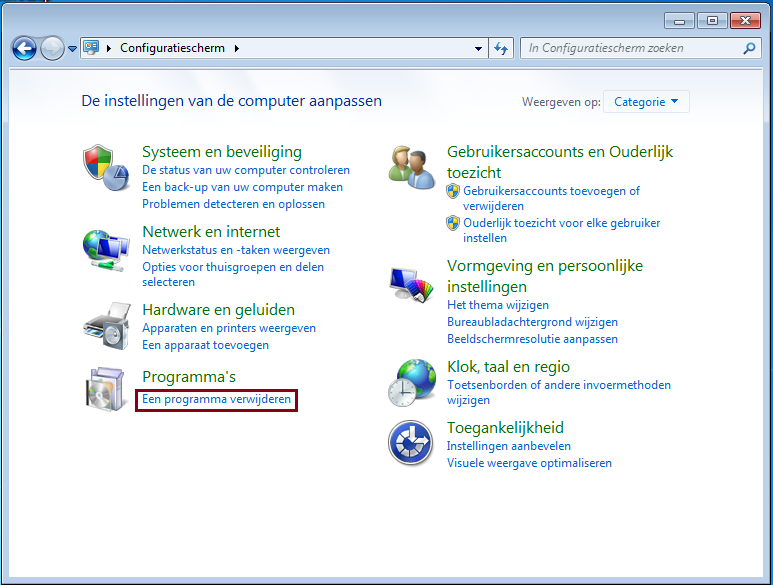 Configuratiescherm
In Configuratiescherm zoeken
De instellingen van de computer aanpassen
Weergeven op: Categorie
Systeem en beveiliging
De status van uw computer controleren
Een back-up van uw computer maken
Problemen detecteren en oplossen
Netwerk en internet
Netwerkstatus en -taken weergeven
Opties voor thuisgroepen en delen
selecteren
Hardware en geluiden
Apparaten en printers weergeven
Een apparaat toevoegen
Programma's
Een programma verwijderen
Gebruikersaccounts en Ouderlijk
toezicht
Gebruikersaccounts toevoegen of
verwijderen
Ouderlijk toezicht voor elke gebruiker
instellen
Vormgeving en persoonlijke
instellingen
Het thema wijzigen
Bureaubladachtergrond wijzigen
Beeldschermresolutie aanpassen
Klok, taal en regio
Toetsenborden of andere invoermethoden
wijzigen
Toegankelijkheid
Instellingen aanbevelen
Visuele weergave optimaliseren